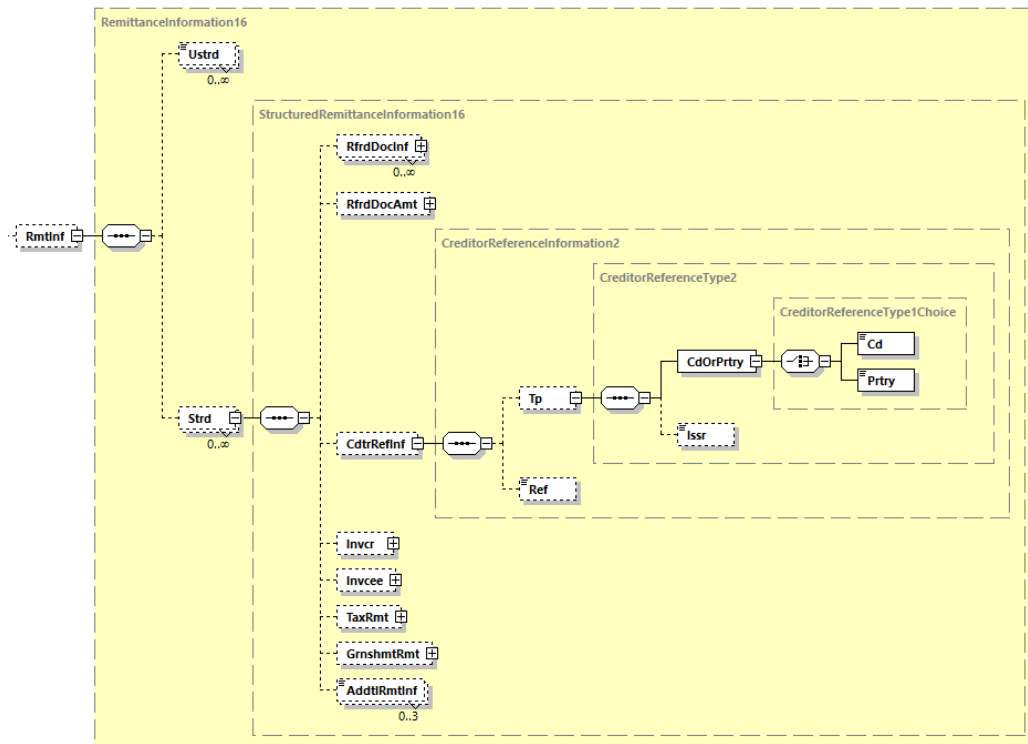 RemittanceInformation16
Ustrd
0..∞
StructuredRemittanceInformation16
RfrdDocInf
0..∞
RfrdDocAmt
RmtInf
CreditorReferenceInformation2
CreditorReferenceType2
CreditorReferenceType1Choice
Cd
CdOrPrtry
Prtry
Tp
Strd
0..∞
Issr
CdtrRefInf
Ref
Invcr
Invcee
TaxRmt
GrnshmtRmt
AddtlRmtInf
0..3